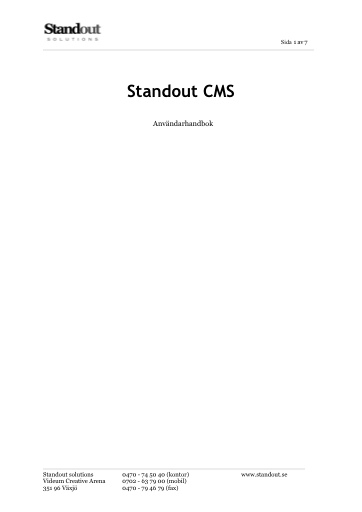 Standout
SOLUTIONS
Sida 1 av 7
Standout CMS
Användarhandbok
Standout solutions 0470 - 74 50 40 (kontor) www.standout.se
Videum Creative Arena 0702 - 63 79 00 (mobil)
351 96 Växjö 0470 - 79 46 79 (fax)